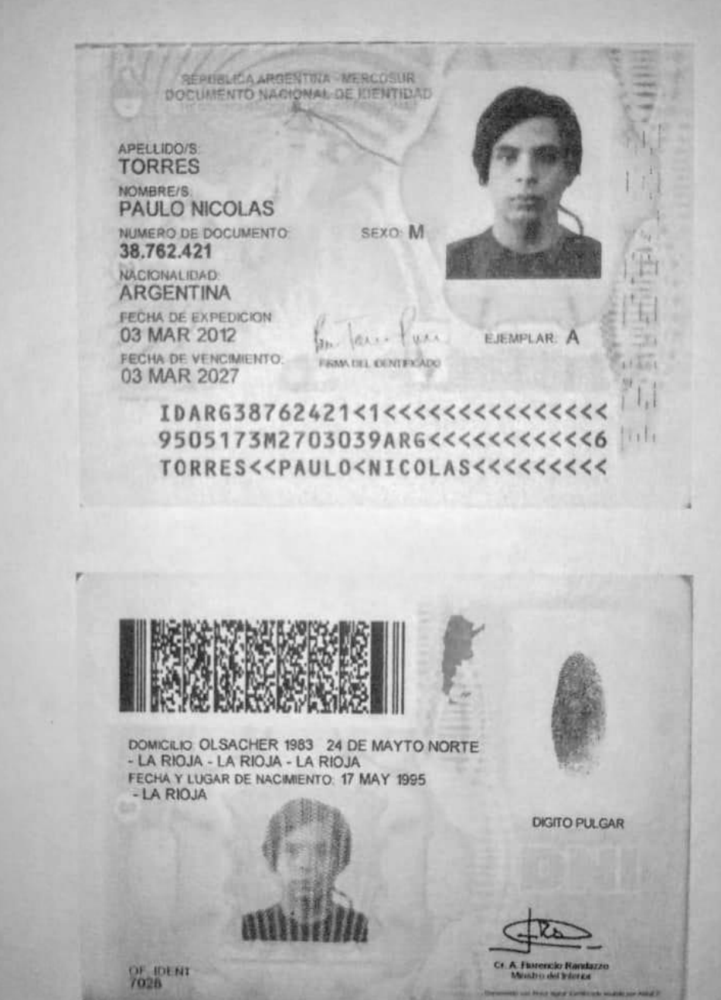 REPUBLICA ARGENTINA - MERCOSUR
DOCUMENTO NACIONAL DE IDENTIDAD
APELLIDO/S:
TORRES
NOMBRE/S:
PAULO NICOLAS
NUMERO DE DOCUMENTO: SEXO: M
38.762.421
NACIONALIDAD:
ARGENTINA
FECHA DE EXPEDICION
03 MAR 2012
EJEMPLAR: A
FECHA DE VENCIMIENTO:
FIRMA DEL IDENTIFICADO
03 MAR 2027
IDARG38762421<1<<<<<<<<<<<<<<<
9505173M2703039ARG<<<<<<<<<<<6
TORRES<<PAULO<NICOLAS<<<<<<<<<
DOMICILIO: OLSACHER 1983 24 DE MAYTO NORTE
- LA RIOJA - LA RIOJA - LA RIOJA
FECHA Y LUGAR DE NACIMIENTO: 17 MAY 1995
- LA RIOJA
DIGITO PULGAR
OF. IDENT
7028
Cr. A. Florencio Randazzo
Ministro del Interior